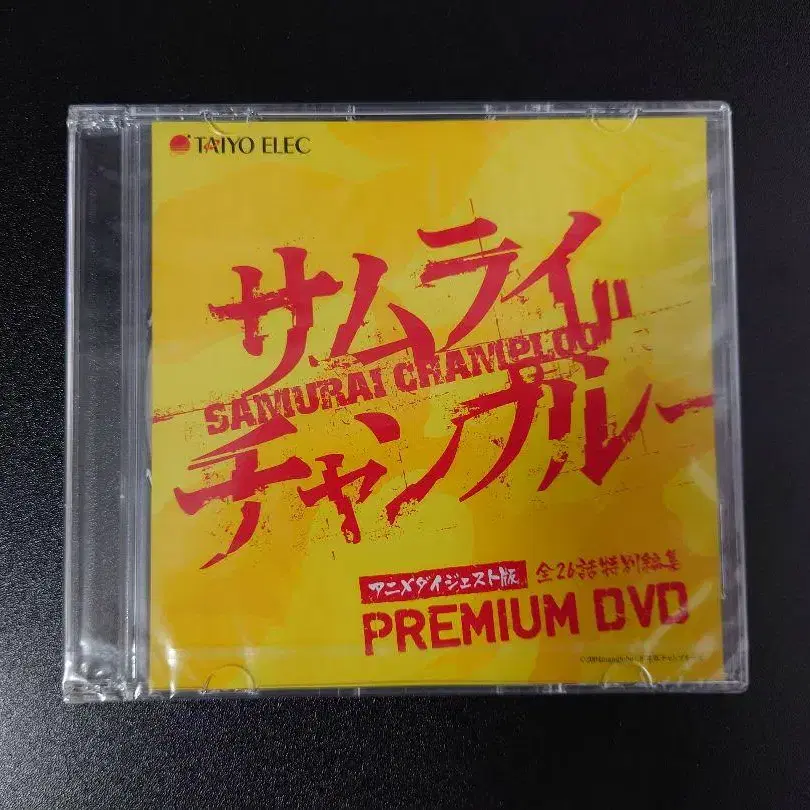 TAIYO ELEC
サムライ
SAMURAI CHAMPLOO
チャンプルー
アニメダイジェスト版
全26話特別編集
PREMIUM DVD